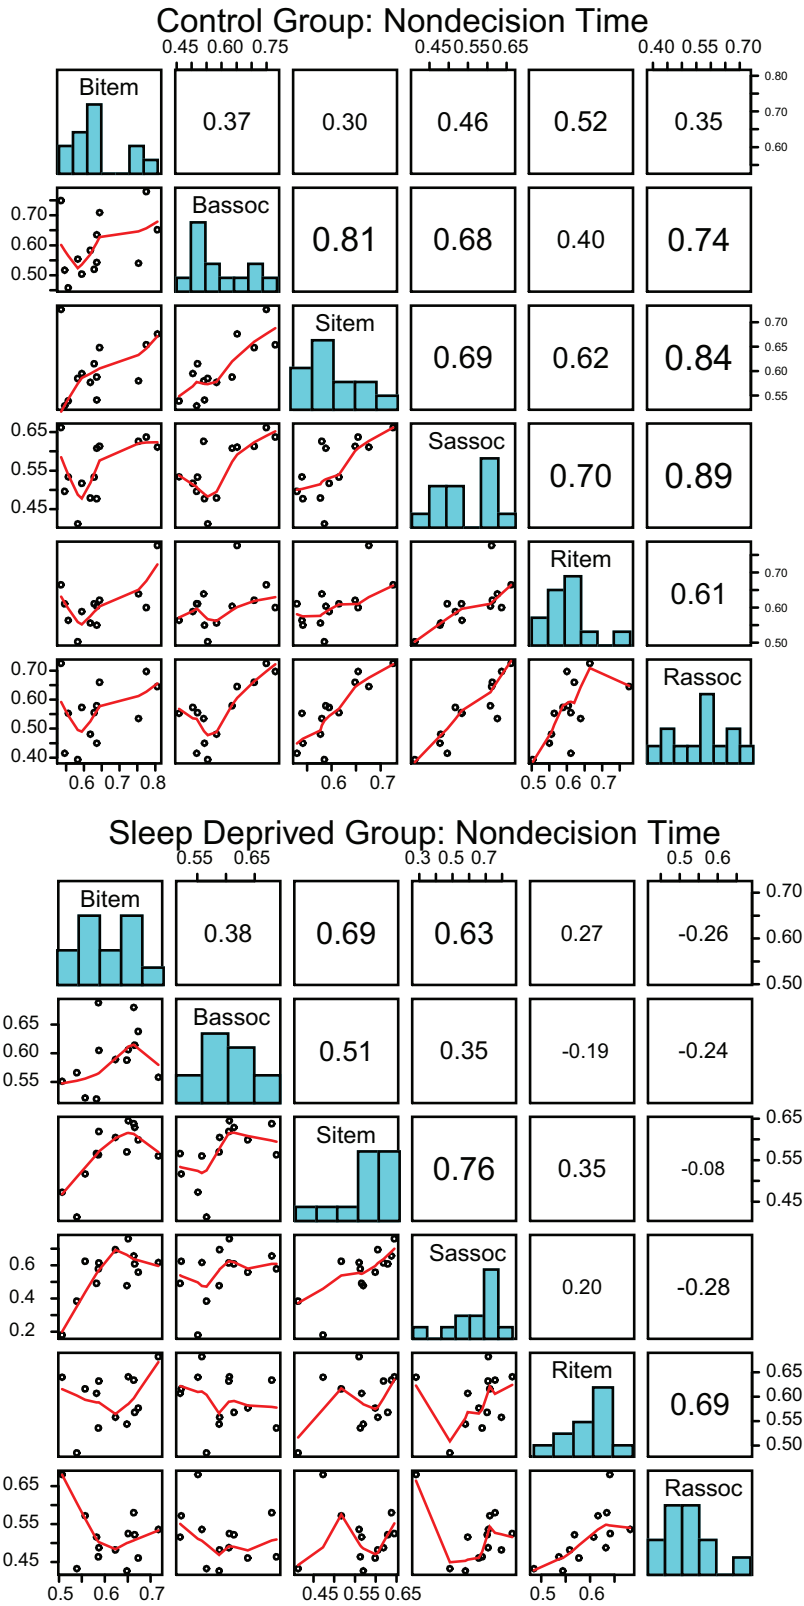 Control Group: Nondecision Time
0.45 0.60 0.75 0.45 0.55 0.65 0.40 0.55 0.70
Bitem 0.37 0.30 0.46 0.52 0.35
0.80
0.70
0.60
Bassoc 0.81 0.68 0.40 0.74
0.70
0.60
0.50
Sitem 0.69 0.62 0.84
0.70
0.65
0.60
0.55
Sassoc 0.70 0.89
0.65
0.55
0.45
Ritem 0.61
0.70
0.60
0.50
Rassoc
0.70
0.60
0.50
0.40
0.6 0.7 0.8 0.6 0.7 0.5 0.6 0.7
Sleep Deprived Group: Nondecision Time
0.55 0.65 0.3 0.5 0.7 0.5 0.6
Bitem 0.38 0.69 0.63 0.27 -0.26
0.70
0.60
0.50
Bassoc 0.51 0.35 -0.19 -0.24
0.65
0.60
0.55
Sitem 0.76 0.35 -0.08
0.65
0.55
0.45
Sassoc 0.20 -0.28
0.6
0.4
0.2
Ritem 0.69
0.65
0.60
0.55
0.50
Rassoc
0.65
0.55
0.45
0.5 0.6 0.7 0.45 0.55 0.65 0.5 0.6